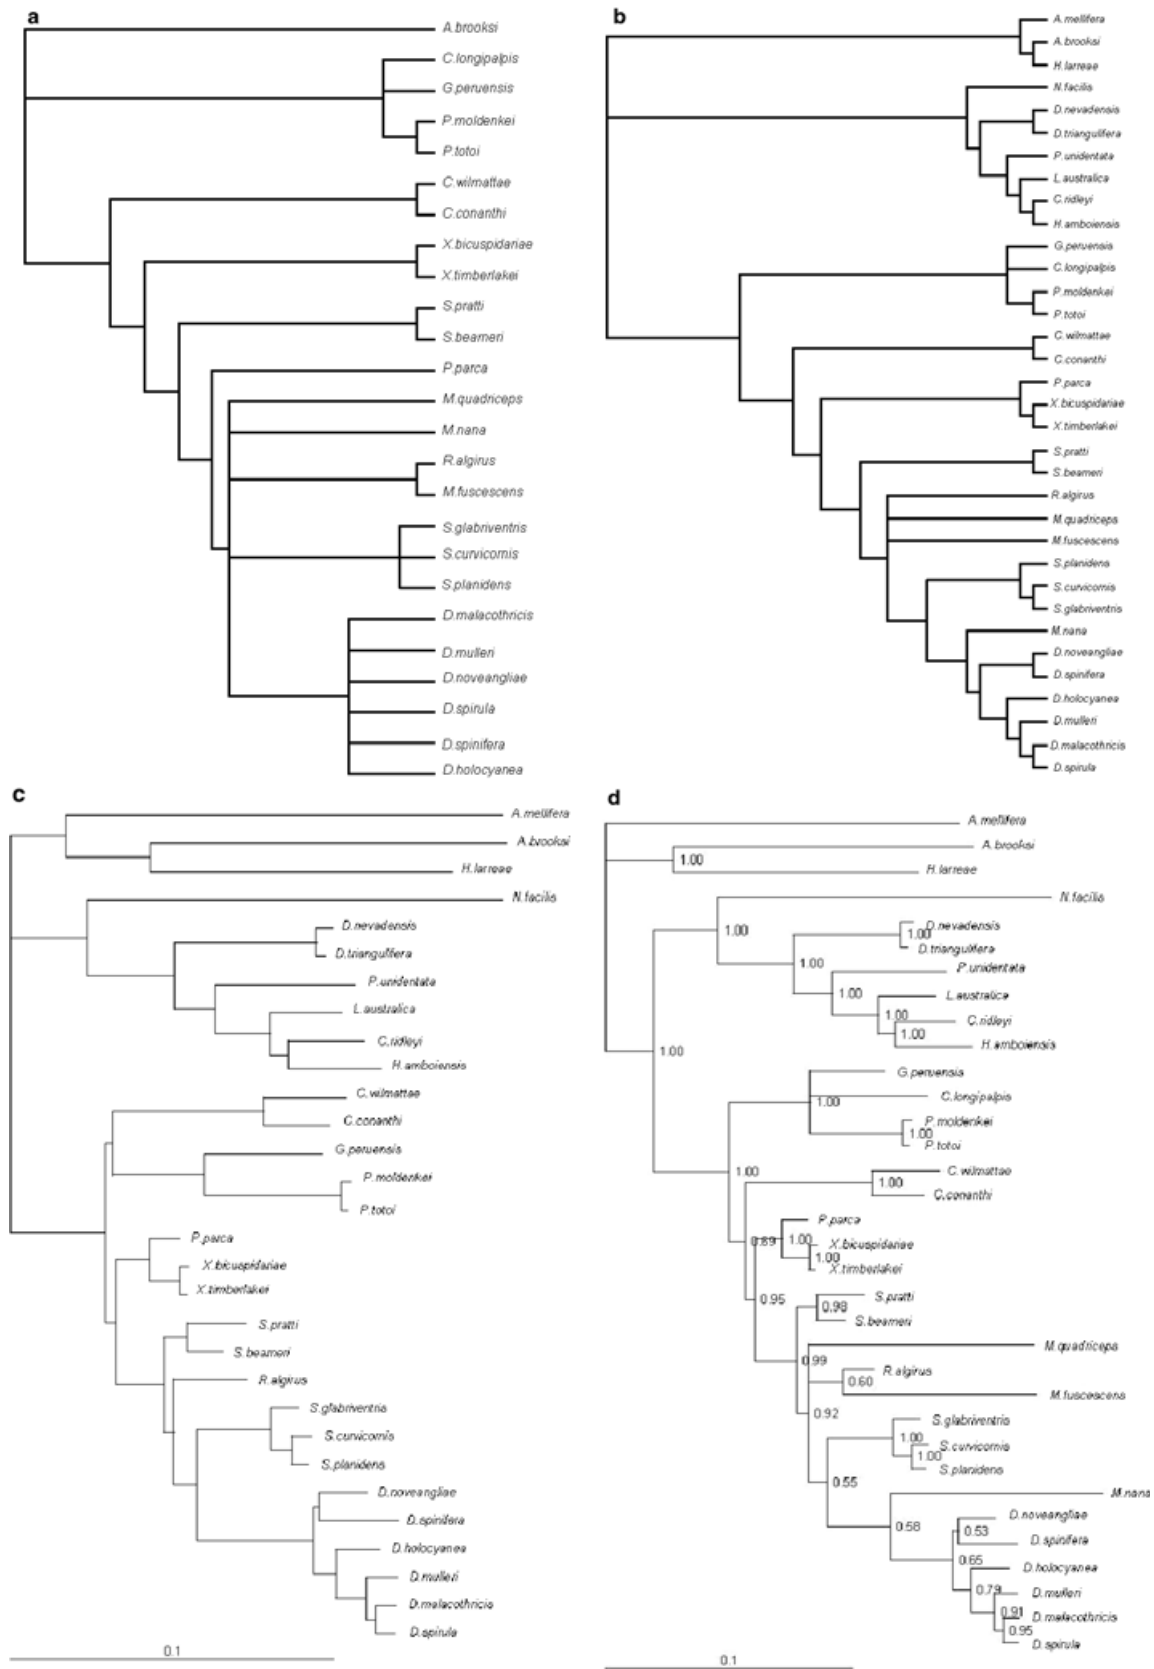 a
A.brooksi
C.longipalpis
G.peruensis
P.moldenkei
P.totoi
C.wilmattae
C.conanthi
X.bicuspidariae
X.timberlakei
S.pratti
S.beameri
P.parca
M.quadriceps
M.nana
R.algirus
M.fuscescens
S.glabriventris
S.curvicornis
S.planidens
D.malacothricis
D.mulleri
D.noveangliae
D.spirula
D.spinifera
D.holocyanea
b
A.mellifera
A.brooksi
H.larreae
N.facilis
D.nevadensis
D.triangulifera
P.unidentata
L.australica
C.ridleyi
H.amboiensis
G.peruensis
C.longipalpis
P.moldenkei
P.totoi
C.wilmattae
C.conanthi
P.parca
X.bicuspidariae
X.timberlakei
S.pratti
S.beameri
R.algirus
M.quadriceps
M.fuscescens
S.planidens
S.curvicornis
S.glabriventris
M.nana
D.noveangliae
D.spinifera
D.holocyanea
D.mulleri
D.malacothricis
D.spirula
c
A.mellifera
A.brooksi
H.larreae
N.facilis
D.nevadensis
D.triangulifera
P.unidentata
L.australica
C.ridleyi
H.amboiensis
C.wilmattae
C.conanthi
G.peruensis
P.moldenkei
P.totoi
P.parca
X.bicuspidariae
X.timberlakei
S.pratti
S.beameri
R.algirus
S.glabriventris
S.curvicornis
S.planidens
D.noveangliae
D.spinifera
D.holocyanea
D.mulleri
D.malacothricis
D.spirula
0.1
d
A.mellifera
A.brooksi
1.00
H.larreae
N.facilis
D.nevadensis
1.00
1.00
D.triangulifera
1.00
P.unidentata
1.00
L.australica
1.00
C.ridleyi
1.00
H.amboiensis
1.00
G.peruensis
C.longipalpis
1.00
P.moldenkei
1.00
P.totoi
1.00
C.wilmattae
1.00
C.conanthi
P.parca
0.69
1.00
X.bicuspidariae
1.00
X.timberlakei
0.95
S.pratti
0.98
S.beameri
M.quadriceps
0.99
R.algirus
0.60
M.fuscescens
0.92
S.glabriventris
1.00
S.curvicornis
1.00
S.planidens
0.55
M.nana
D.noveangliae
0.58
0.53
D.spinifera
0.65
D.holocyanea
0.79
D.mulleri
0.91
D.malacothricis
0.95
D.spirula
0.1